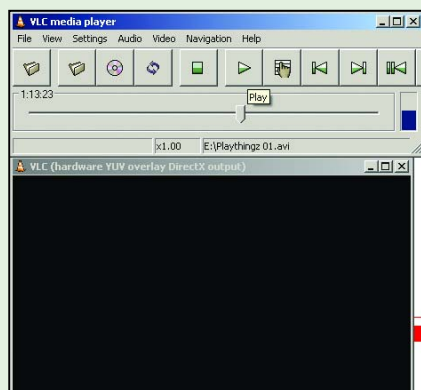 VLC media player
File View Settings Audio Video Navigation Help
1:13:23
Play
x1.00 E:\Playthingz 01.avi
VLC (hardware YUV overlay DirectX output)